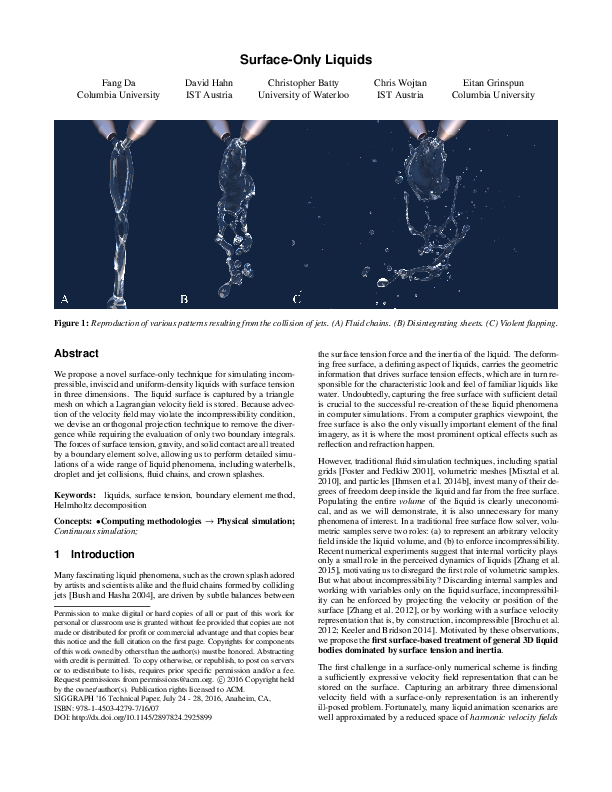 Surface-Only Liquids
Fang Da
Columbia University
David Hahn
IST Austria
Christopher Batty
University of Waterloo
Chris Wojtan
IST Austria
Eitan Grinspun
Columbia University
A
B
C
Figure 1: Reproduction of various patterns resulting from the collision of jets. (A) Fluid chains. (B) Disintegrating sheets. (C) Violent flapping.
Abstract
We propose a novel surface-only technique for simulating incom-
pressible, inviscid and uniform-density liquids with surface tension
in three dimensions. The liquid surface is captured by a triangle
mesh on which a Lagrangian velocity field is stored. Because advec-
tion of the velocity field may violate the incompressibility condition,
we devise an orthogonal projection technique to remove the diver-
gence while requiring the evaluation of only two boundary integrals.
The forces of surface tension, gravity, and solid contact are all treated
by a boundary element solve, allowing us to perform detailed simu-
lations of a wide range of liquid phenomena, including waterbells,
droplet and jet collisions, fluid chains, and crown splashes.
Keywords: liquids, surface tension, boundary element method,
Helmholtz decomposition
Concepts: •Computing methodologies → Physical simulation;
Continuous simulation;
1 Introduction
Many fascinating liquid phenomena, such as the crown splash adored
by artists and scientists alike and the fluid chains formed by colliding
jets [Bush and Hasha 2004], are driven by subtle balances between
Permission to make digital or hard copies of all or part of this work for
personal or classroom use is granted without fee provided that copies are not
made or distributed for profit or commercial advantage and that copies bear
this notice and the full citation on the first page. Copyrights for components
of this work owned by others than the author(s) must be honored. Abstracting
with credit is permitted. To copy otherwise, or republish, to post on servers
or to redistribute to lists, requires prior specific permission and/or a fee.
Request permissions from permissions@acm.org. © 2016 Copyright held
by the owner/author(s). Publication rights licensed to ACM.
SIGGRAPH '16 Technical Paper, July 24 - 28, 2016, Anaheim, CA,
ISBN: 978-1-4503-4279-7/16/07
DOI: http://dx.doi.org/10.1145/2897824.2925899
the surface tension force and the inertia of the liquid. The deform-
ing free surface, a defining aspect of liquids, carries the geometric
information that drives surface tension effects, which are in turn re-
sponsible for the characteristic look and feel of familiar liquids like
water. Undoubtedly, capturing the free surface with sufficient detail
is crucial to the successful re-creation of these liquid phenomena
in computer simulations. From a computer graphics viewpoint, the
free surface is also the only visually important element of the final
imagery, as it is where the most prominent optical effects such as
reflection and refraction happen.
However, traditional fluid simulation techniques, including spatial
grids [Foster and Fedkiw 2001], volumetric meshes [Misztal et al.
2010], and particles [Ihmsen et al. 2014b], invest many of their de-
grees of freedom deep inside the liquid and far from the free surface.
Populating the entire volume of the liquid is clearly uneconomi-
cal, and as we will demonstrate, it is also unnecessary for many
phenomena of interest. In a traditional free surface flow solver, volu-
metric samples serve two roles: (a) to represent an arbitrary velocity
field inside the liquid volume, and (b) to enforce incompressibility.
Recent numerical experiments suggest that internal vorticity plays
only a small role in the perceived dynamics of liquids [Zhang et al.
2015], motivating us to disregard the first role of volumetric samples.
But what about incompressibility? Discarding internal samples and
working with variables only on the liquid surface, incompressibil-
ity can be enforced by projecting the velocity or position of the
surface [Zhang et al. 2012], or by working with a surface velocity
representation that is, by construction, incompressible [Brochu et al.
2012; Keeler and Bridson 2014]. Motivated by these observations,
we propose the first surface-based treatment of general 3D liquid
bodies dominated by surface tension and inertia.
The first challenge in a surface-only numerical scheme is finding
a sufficiently expressive velocity field representation that can be
stored on the surface. Capturing an arbitrary three dimensional
velocity field with a surface-only representation is an inherently
ill-posed problem. Fortunately, many liquid animation scenarios are
well approximated by a reduced space of harmonic velocity fields